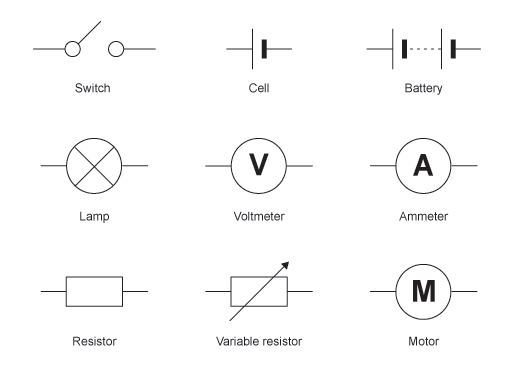 Switch
Cell
Battery
V
A
Lamp
Voltmeter
Ammeter
M
Resistor
Variable resistor
Motor